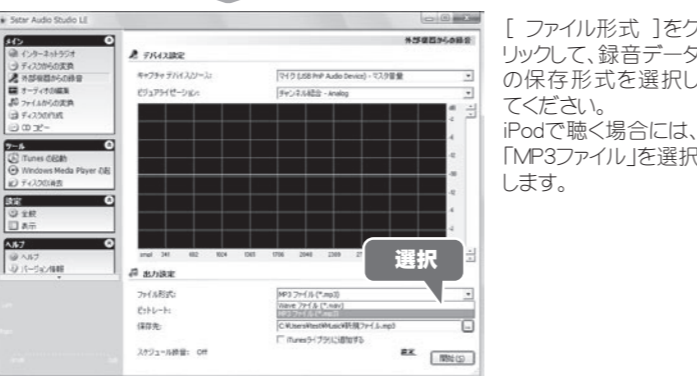 5star Audio Studio LE
メイン
インターネットラジオ
ディスクからの変換
外部機器からの録音
オーディオの編集
ファイルからの変換
ディスクの作成
CD コピー
ツール
iTunes の起動
Windows Media Player の起
ディスクの消去
設定
全般
表示
ヘルプ
ヘルプ
バージョン情報
外部機器からの録音
デバイス設定
キャプチャ デバイス/ソース:
マイク (USB PnP Audio Device) - マスタ音量
ビジュアライゼーション:
チャンネル結合 - Analog
選択
出力設定
ファイル形式:
MP3 ファイル (*.mp3)
Wave ファイル (*.wav)
MP3 ファイル (*.mp3)
ビットレート:
保存先:
C:¥Users¥test¥Music¥新規ファイル.mp3
iTunesライブラリに追加する
スケジュール録音: Off
開始(S)
[ ファイル形式 ]をク
リックして、録音データ
の保存形式を選択し
てください。
iPodで聴く場合には、
「MP3ファイル」を選択
します。